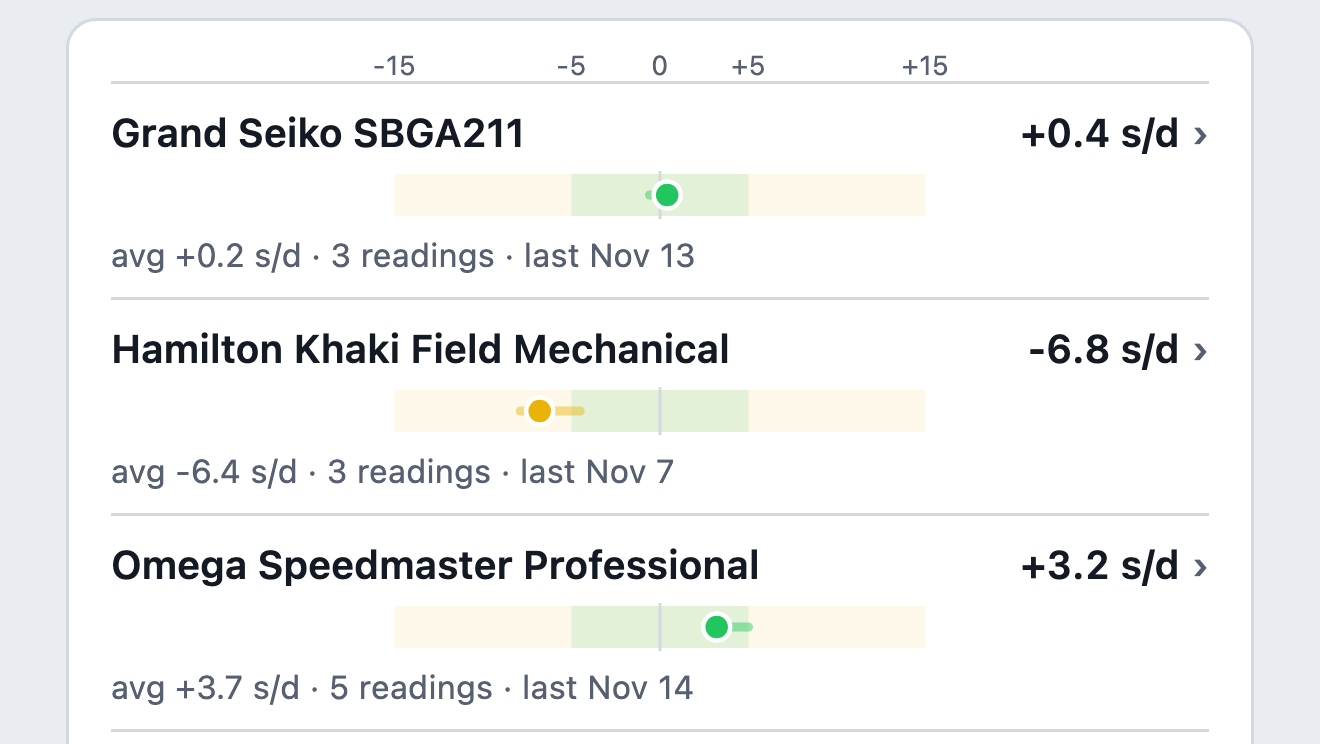 -15 -5 0 +5 +15
Grand Seiko SBGA211 +0.4 s/d ›
avg +0.2 s/d · 3 readings · last Nov 13
Hamilton Khaki Field Mechanical -6.8 s/d ›
avg -6.4 s/d · 3 readings · last Nov 7
Omega Speedmaster Professional +3.2 s/d ›
avg +3.7 s/d · 5 readings · last Nov 14